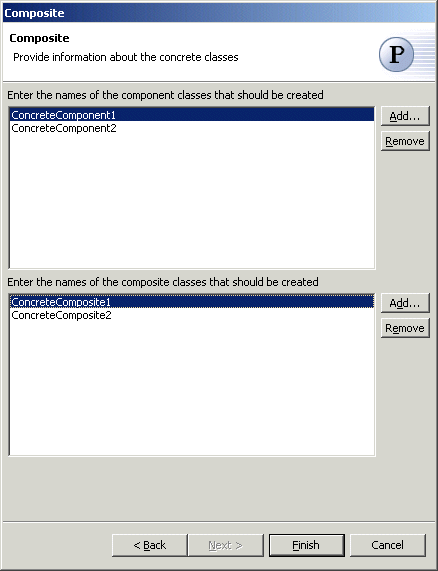 Composite
Composite
Provide information about the concrete classes
P
Enter the names of the component classes that should be created
ConcreteComponent1
ConcreteComponent2
Add...
Remove
Enter the names of the composite classes that should be created
ConcreteComposite1
ConcreteComposite2
Add...
Remove
< Back
Next >
Finish
Cancel